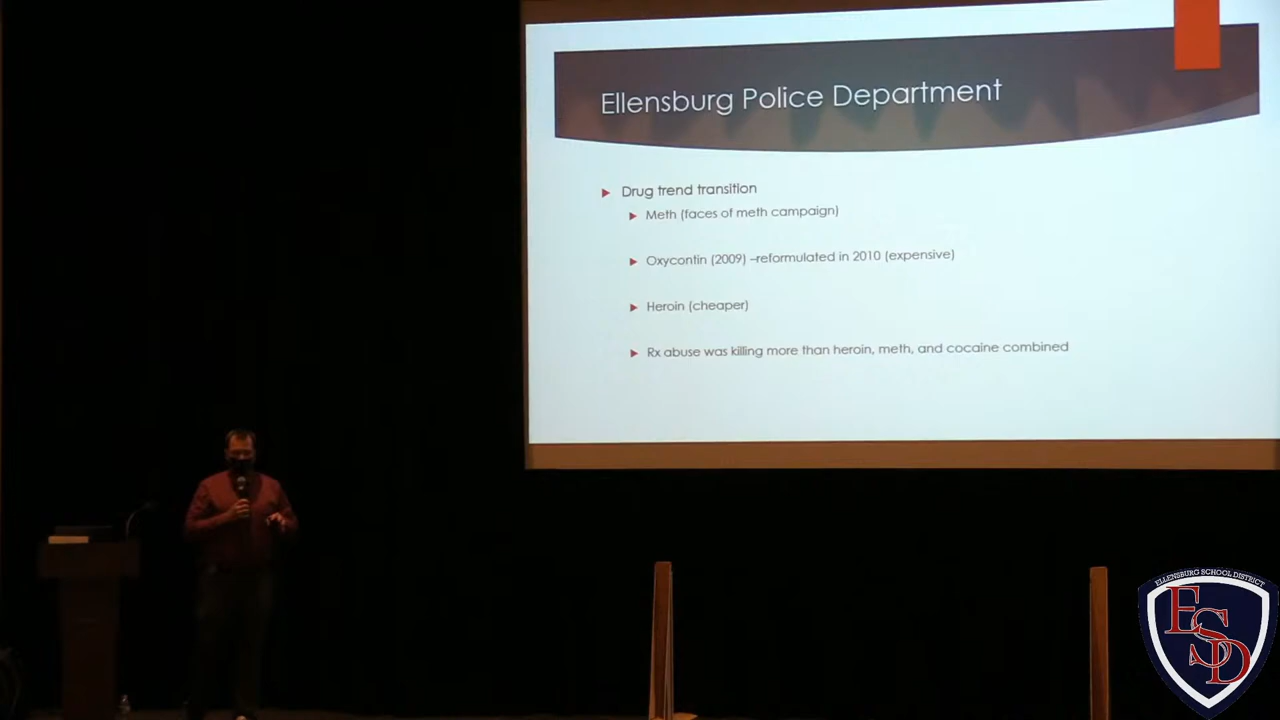 Ellensburg Police Department
Drug trend transition
Meth (faces of meth campaign)
Oxycontin (2009) –reformulated in 2010 (expensive)
Heroin (cheaper)
Rx abuse was killing more than heroin, meth, and cocaine combined
ELLENSBURG SCHOOL DISTRICT
ESD